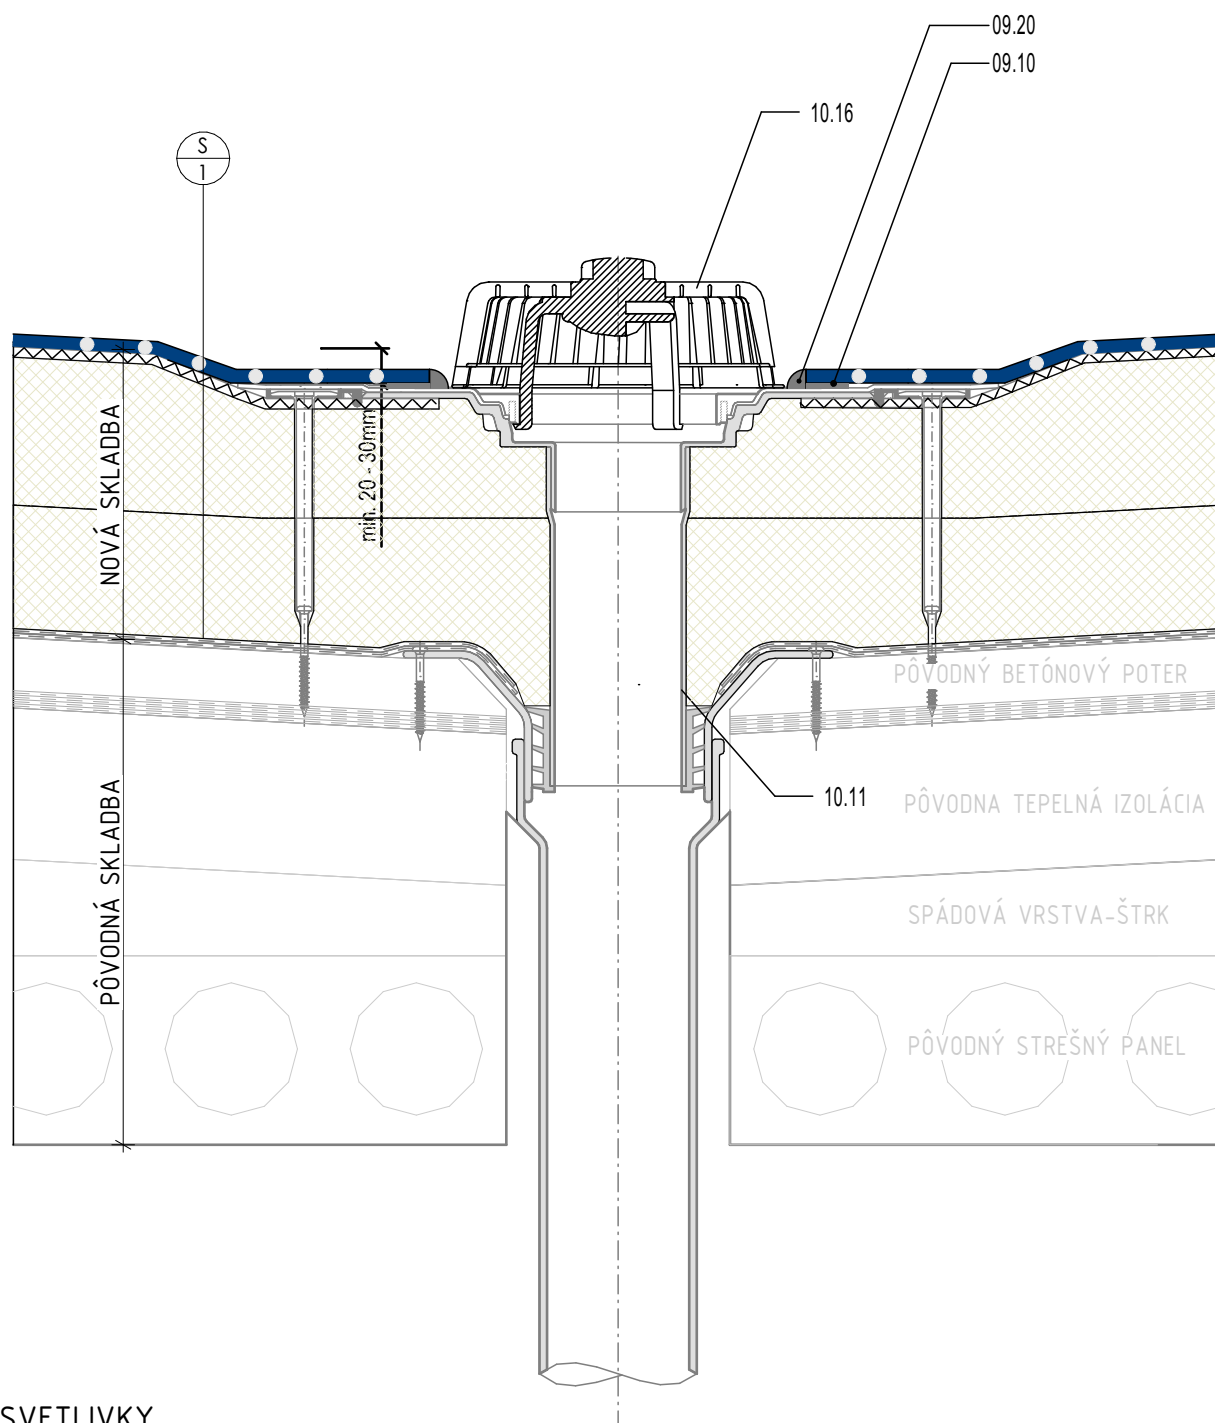 09.20
09.10
10.16
S
1
min. 20 - 30mm
NOVÁ SKLADBA
PÔVODNÝ BETÓNOVÝ POTER
10.11
PÔVODNA TEPELNÁ IZOLÁCIA
PÔVODNÁ SKLADBA
SPÁDOVÁ VRSTVA-ŠTRK
PÔVODNÝ STREŠNÝ PANEL
SVETLIVKY